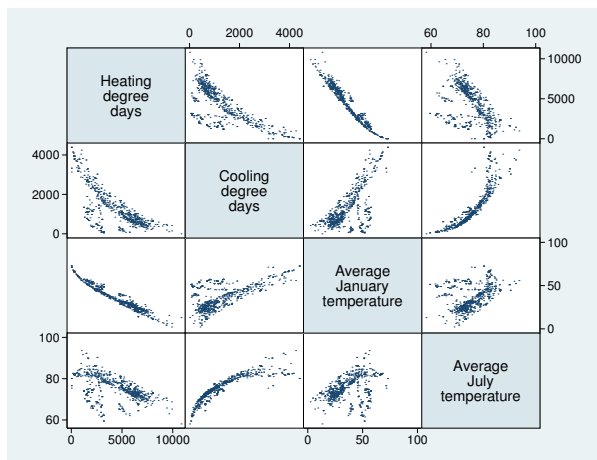 0 2000 4000
60 80 100
Heating
degree
days
0 5000 10000
0 2000 4000
Cooling
degree
days
Average
January
temperature
0 50 100
60 80 100
Average
July
temperature
0 5000 10000
0 50 100